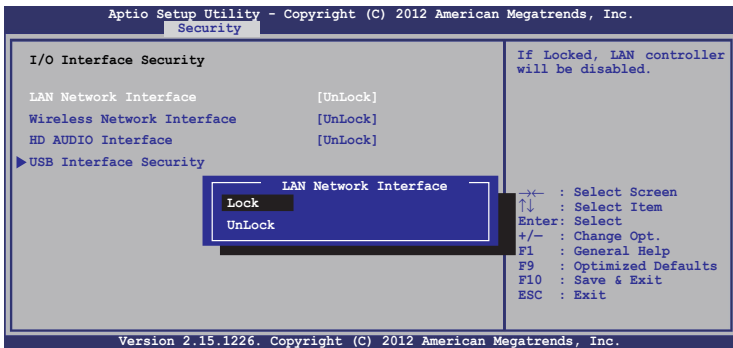 Aptio Setup Utility - Copyright (C) 2012 American Megatrends, Inc.
Security
I/O Interface Security
LAN Network Interface [UnLock]
Wireless Network Interface [UnLock]
HD AUDIO Interface [UnLock]
USB Interface Security
LAN Network Interface
Lock
UnLock
If Locked, LAN controller
will be disabled.
→← : Select Screen
↑↓ : Select Item
Enter: Select
+/— : Change Opt.
F1 : General Help
F9 : Optimized Defaults
F10 : Save & Exit
ESC : Exit
Version 2.15.1226. Copyright (C) 2012 American Megatrends, Inc.